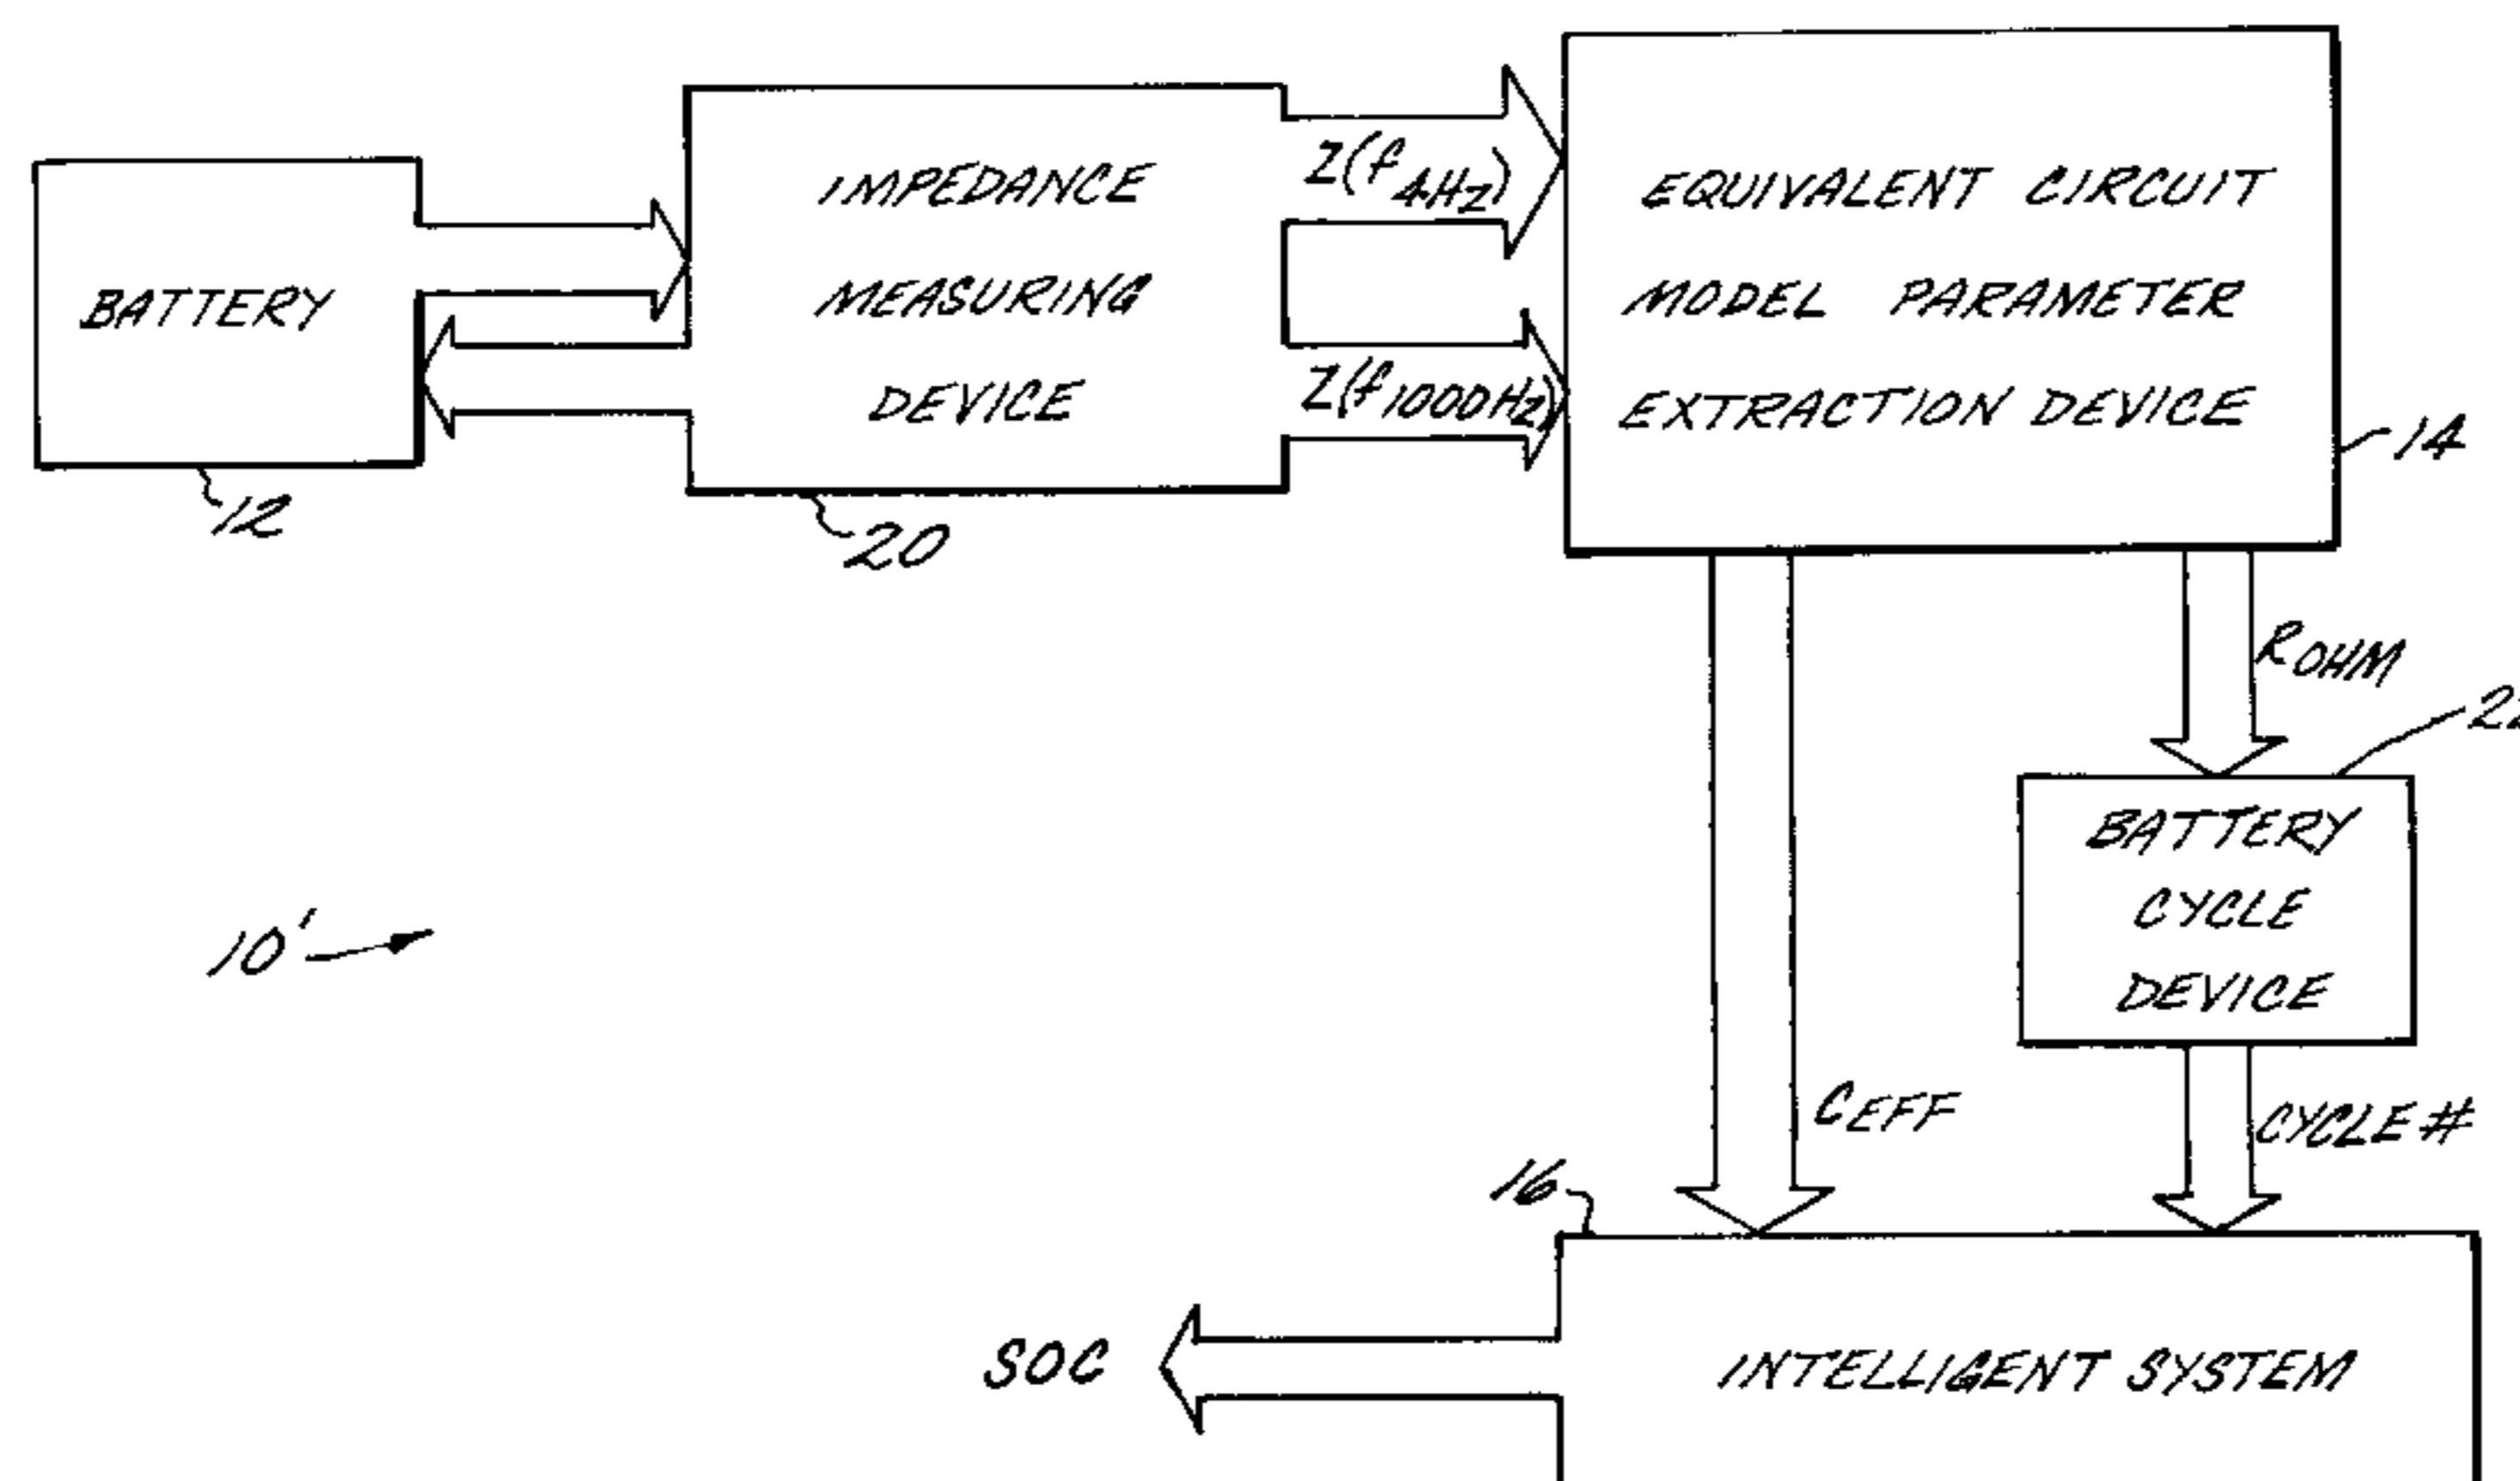 BATTERY
12
IMPEDANCE
MEASURING
DEVICE
20
Z(f4Hz)
Z(f1000Hz)
EQUIVALENT CIRCUIT
MODEL PARAMETER
EXTRACTION DEVICE
14
ROHM
BATTERY
CYCLE
DEVICE
10'
CEFF
CYCLE#
16
SOC
INTELLIGENT SYSTEM